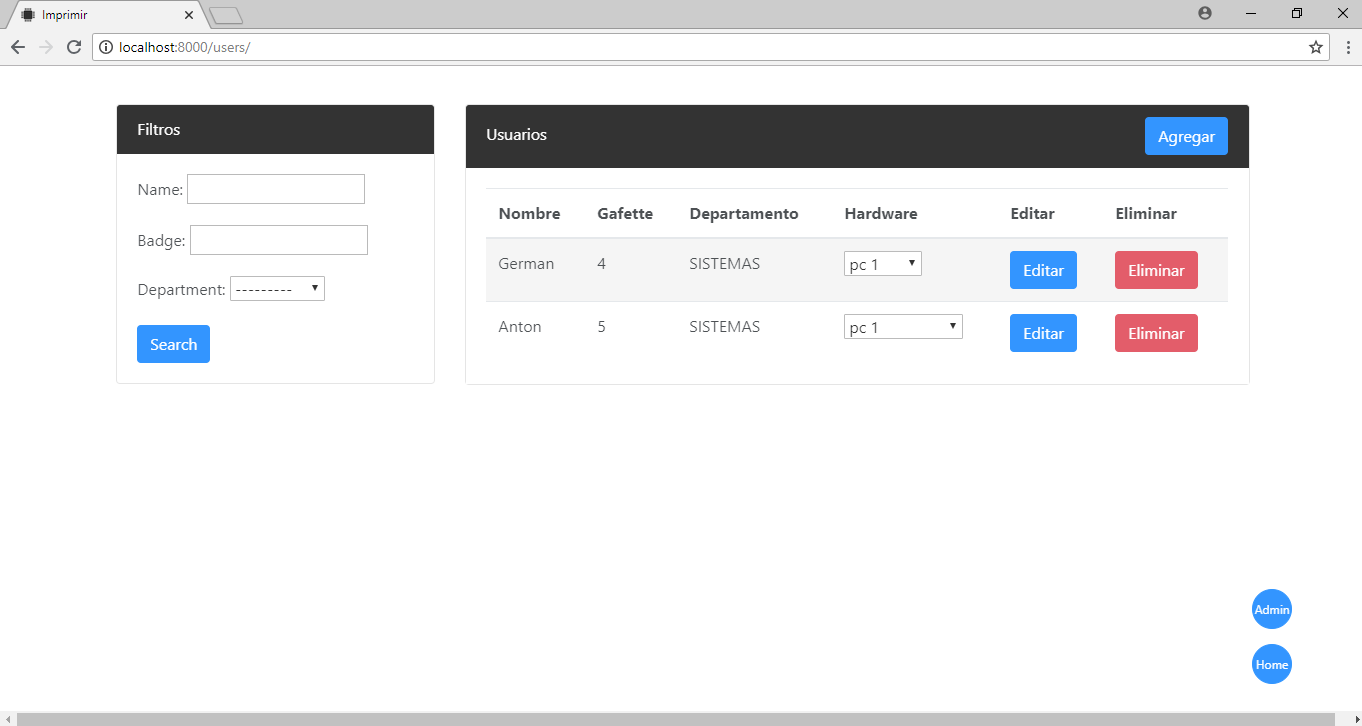 Imprimir
localhost:8000/users/
Filtros
Name:
Badge:
Department: ---------
Search
Usuarios
Agregar
Nombre Gafette Departamento Hardware Editar Eliminar
German 4 SISTEMAS pc 1 Editar Eliminar
Anton 5 SISTEMAS pc 1 Editar Eliminar
Admin
Home